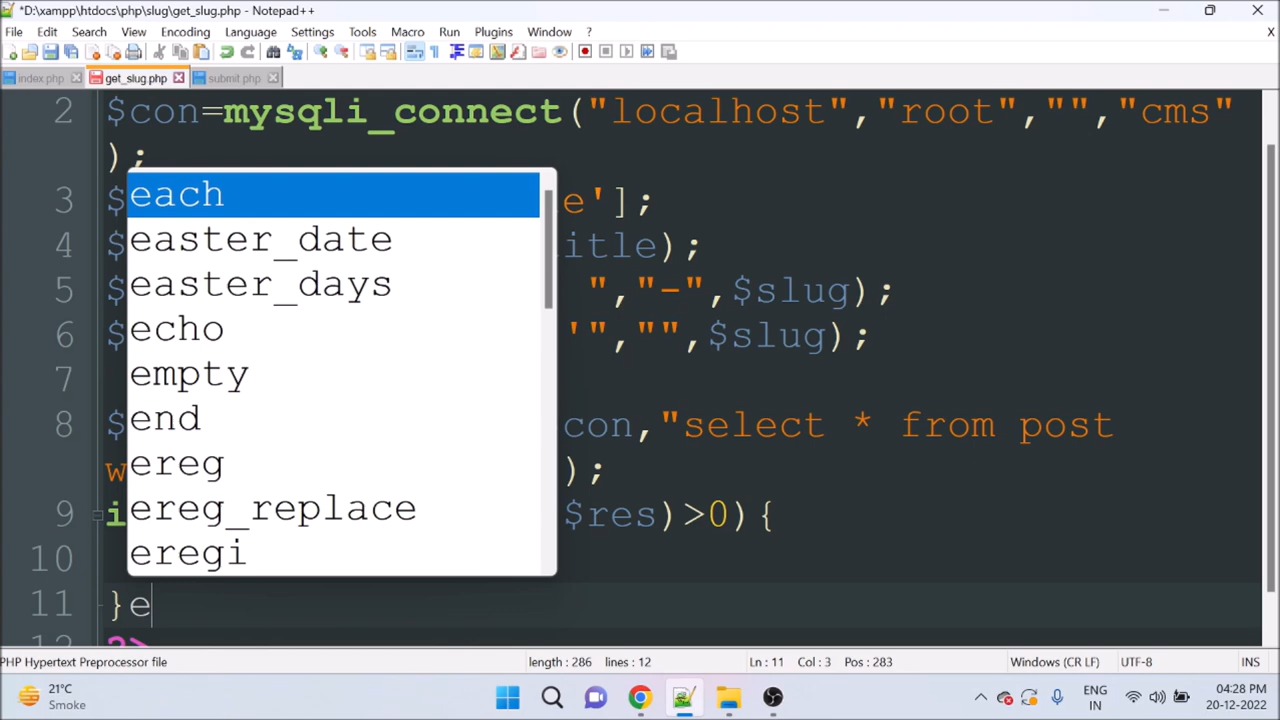 *D:\xampp\htdocs\php\slug\get_slug.php - Notepad++
File Edit Search View Encoding Language Settings Tools Macro Run Plugins Window ?
index.php get_slug.php submit.php
2 $con=mysqli_connect("localhost","root","","cms"
);
3 $ e'];
4 $ itle);
5 $ ","-",$slug);
6 $ '","",$slug);
7
8 $ con,"select * from post
w );
9 i $res)>0){
10
11 }e
12 ?>
each
easter_date
easter_days
echo
empty
end
ereg
ereg_replace
eregi
PHP Hypertext Preprocessor file length : 286 lines : 12 Ln : 11 Col : 3 Pos : 283 Windows (CR LF) UTF-8 INS
21°C
Smoke
ENG
IN
04:28 PM
20-12-2022